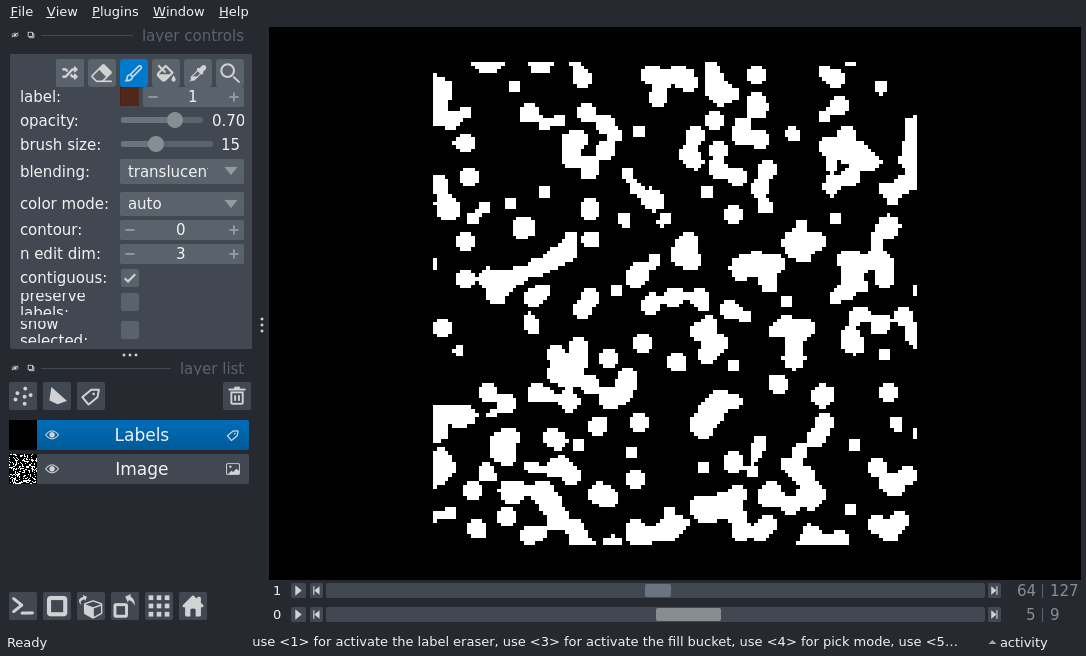 File View Plugins Window Help
layer controls
label: 1
opacity: 0.70
brush size: 15
blending: translucen
color mode: auto
contour: 0
n edit dim: 3
contiguous:
preserve
labels:
show
selected:
layer list
Labels
Image
1 64 | 127
0 5 | 9
Ready use <1> for activate the label eraser, use <3> for activate the fill bucket, use <4> for pick mode, use <5... activity